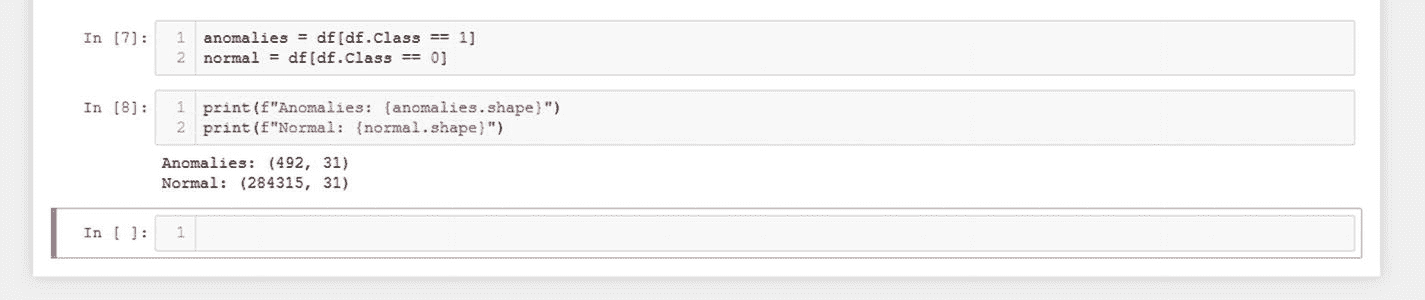 In [7]:
1 anomalies = df[df.Class == 1]
2 normal = df[df.Class == 0]
In [8]:
1 print(f"Anomalies: {anomalies.shape}")
2 print(f"Normal: {normal.shape}")
Anomalies: (492, 31)
Normal: (284315, 31)
In [ ]:
1